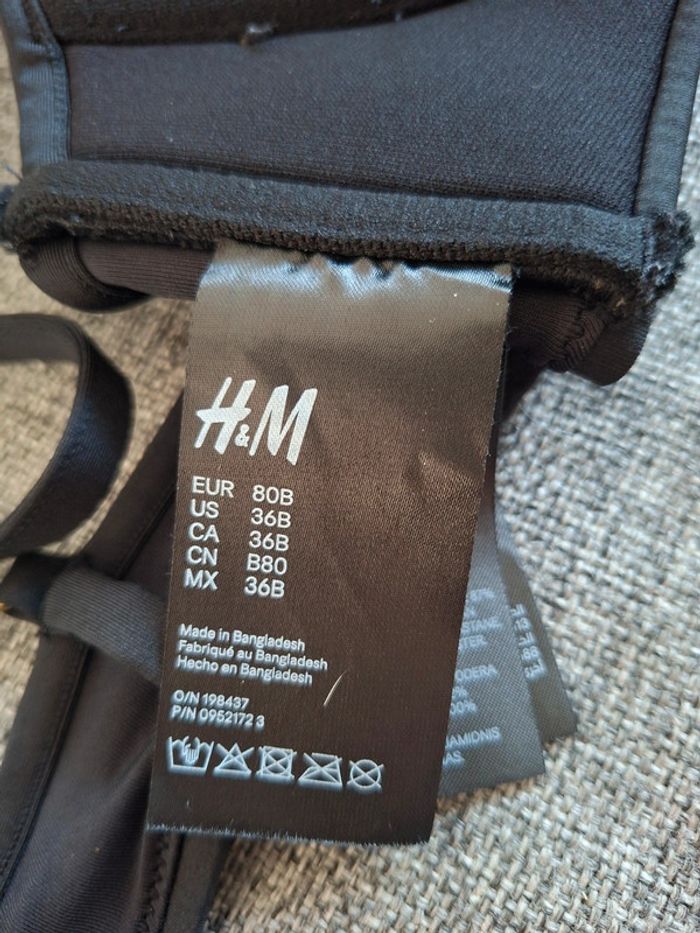 H&M
EUR 80B
US 36B
CA 36B
CN B80
MX 36B
Made in Bangladesh
Fabriqué au Bangladesh
Hecho en Bangladesh
O/N 198437
P/N 0952172 3